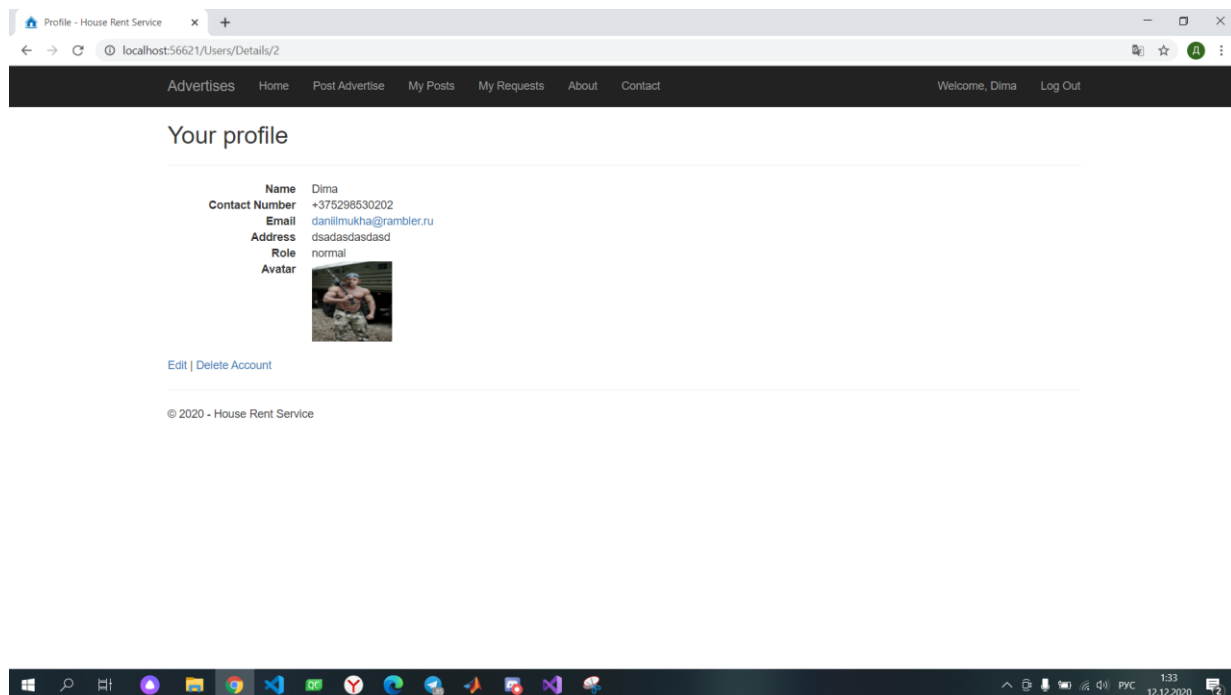 Profile - House Rent Service
localhost:56621/Users/Details/2
Д
Advertises Home Post Advertise My Posts My Requests About Contact Welcome, Dima Log Out
Your profile
Name Dima
Contact Number +375298530202
Email daniilmukha@rambler.ru
Address dsadasdasdasd
Role normal
Avatar
Edit | Delete Account
© 2020 - House Rent Service
QC
РУС
1:33
12.12.2020